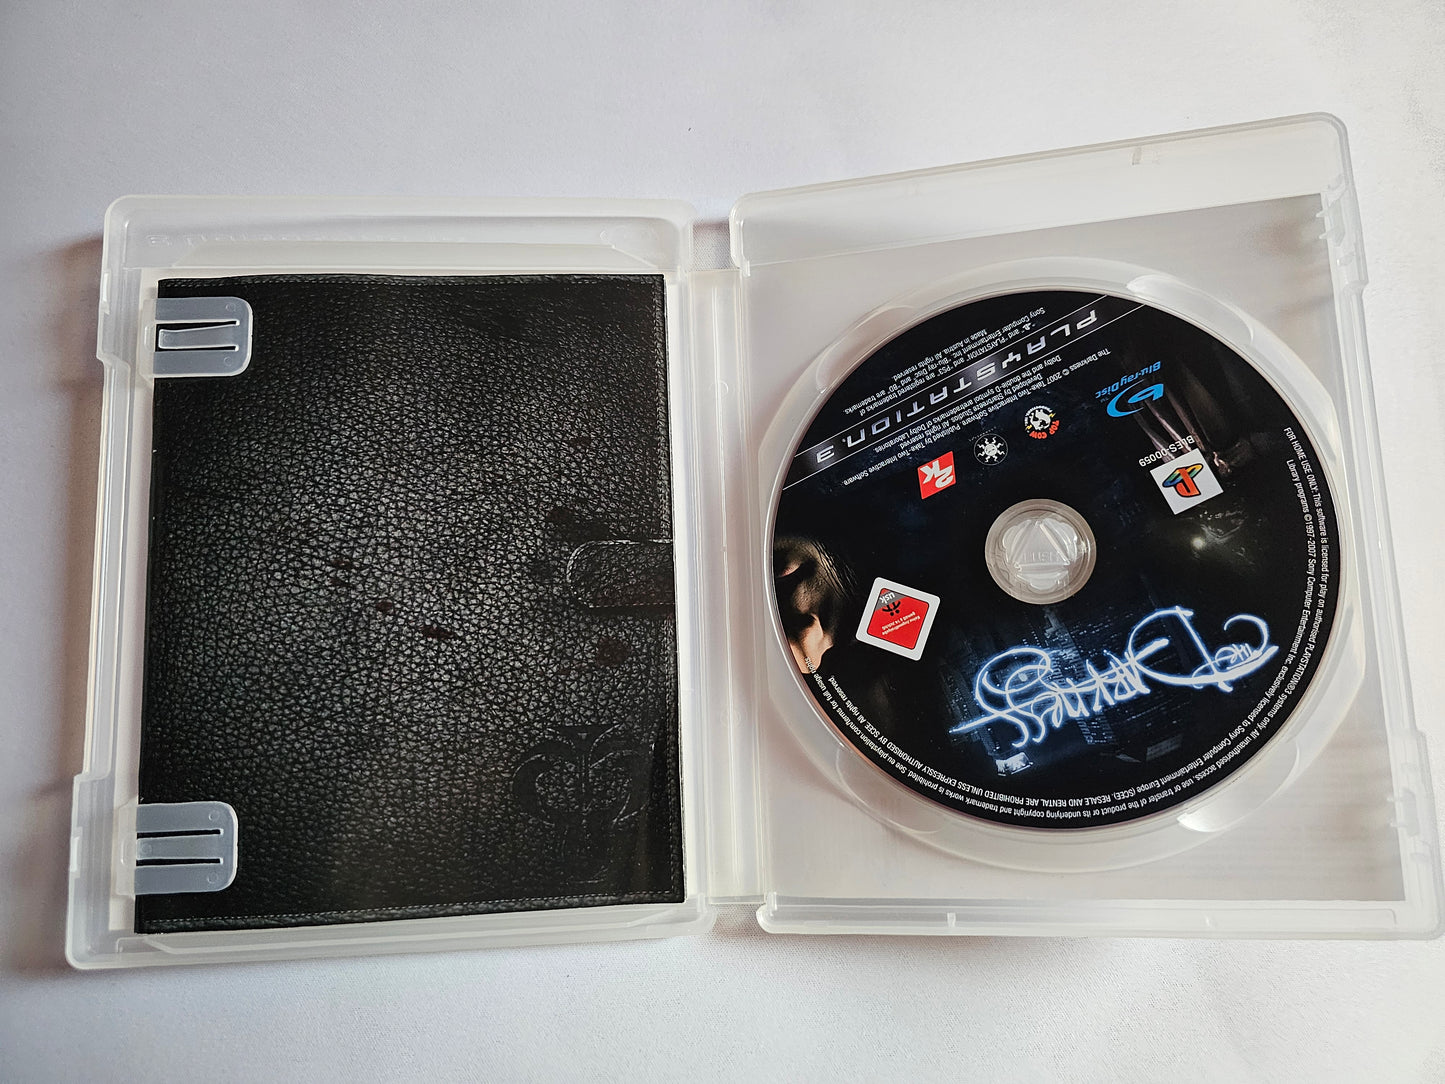 PLAYSTATION 3
" " and "PLAYSTATION" and "PS3" are registered trademarks of
Sony Computer Entertainment Inc. "Blu-ray Disc" and "BD" are trademarks.
Made in Austria. All rights reserved.
The Darkness © 2007 Take-Two Interactive Software. Published by Take-Two Interactive Software.
Developed by Starbreeze Studios. All rights reserved.
Dolby and the double-D symbol are trademarks of Dolby Laboratories.
Blu-ray Disc
TOP COW
2K
BLES-00059
usk
The DARKNESS
FOR HOME USE ONLY: This software is licensed for play on authorised PLAYSTATION®3 systems only. All unauthorised access, use or transfer of the product or its underlying copyright and trademark works is prohibited. See eu.playstation.com/terms for full usage
Library programs ©1997-2007 Sony Computer Entertainment Inc. exclusively licensed to Sony Computer Entertainment Europe (SCEE). RESALE AND RENTAL ARE PROHIBITED UNLESS EXPRESSLY AUTHORISED BY SCEE. All rights reserved.
PUSH